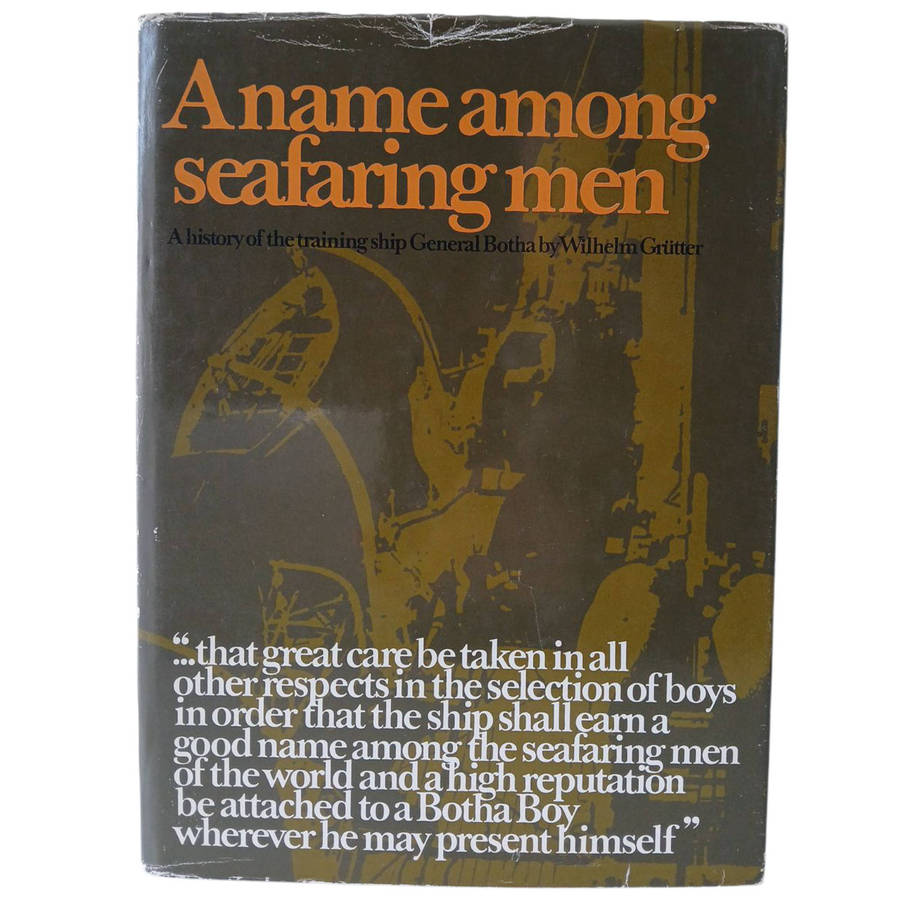 A name among
seafaring men
A history of the training ship General Botha by Wilhelm Grütter
“...that great care be taken in all
other respects in the selection of boys
in order that the ship shall earn a
good name among the seafaring men
of the world and a high reputation
be attached to a Botha Boy
wherever he may present himself”